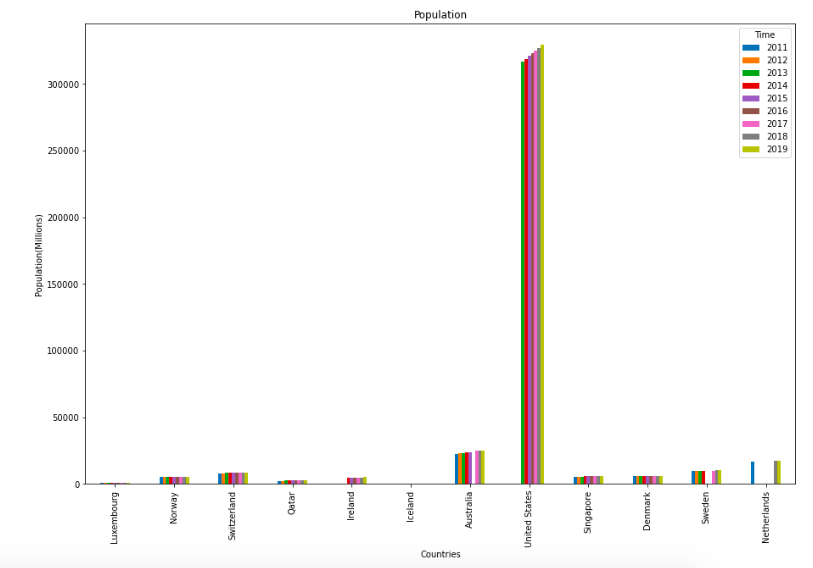 Population
Time
2011
2012
2013
2014
2015
2016
2017
2018
2019
300000
250000
200000
150000
100000
50000
0
Population(Millions)
Luxembourg
Norway
Switzerland
Qatar
Ireland
Iceland
Australia
United States
Singapore
Denmark
Sweden
Netherlands
Countries